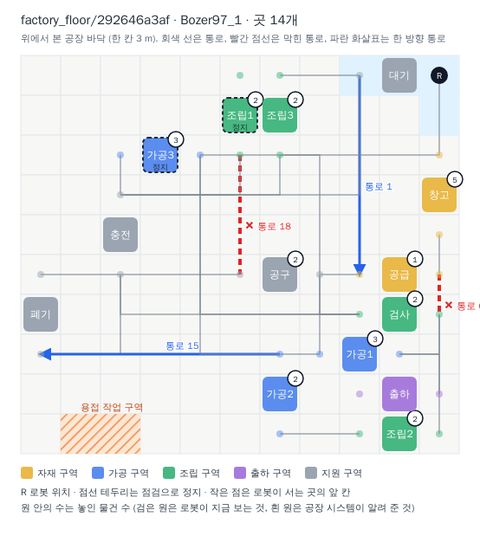 factory_floor/292646a3af · Bozer97_1 · 곳 14개
위에서 본 공장 바닥 (한 칸 3 m). 회색 선은 통로, 빨간 점선은 막힌 통로, 파란 화살표는 한 방향 통로
대기 R
조립1 2 정지 조립3 2
가공3 3 정지
통로 1
창고 5
충전
✕ 통로 18
공구 2 공급 1
폐기 검사 2 ✕ 통로
통로 15 가공1 3
가공2 2 출하
용접 작업 구역
조립2 2
자재 구역 가공 구역 조립 구역 출하 구역 지원 구역
R 로봇 위치 · 점선 테두리는 점검으로 정지 · 작은 점은 로봇이 서는 곳의 앞 칸
원 안의 수는 놓인 물건 수 (검은 원은 로봇이 지금 보는 것, 흰 원은 공장 시스템이 알려 준 것)